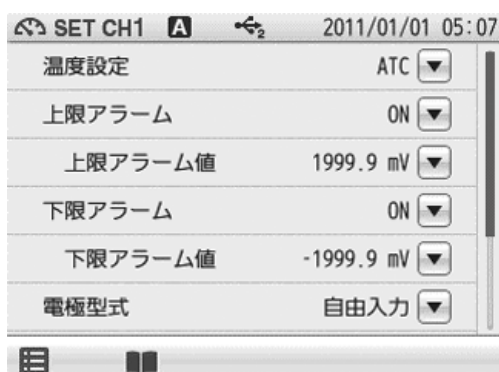 SET CH1 A 2 2011/01/01 05:07
温度設定 ATC
上限アラーム ON
上限アラーム値 1999.9 mV
下限アラーム ON
下限アラーム値 -1999.9 mV
電極型式 自由入力